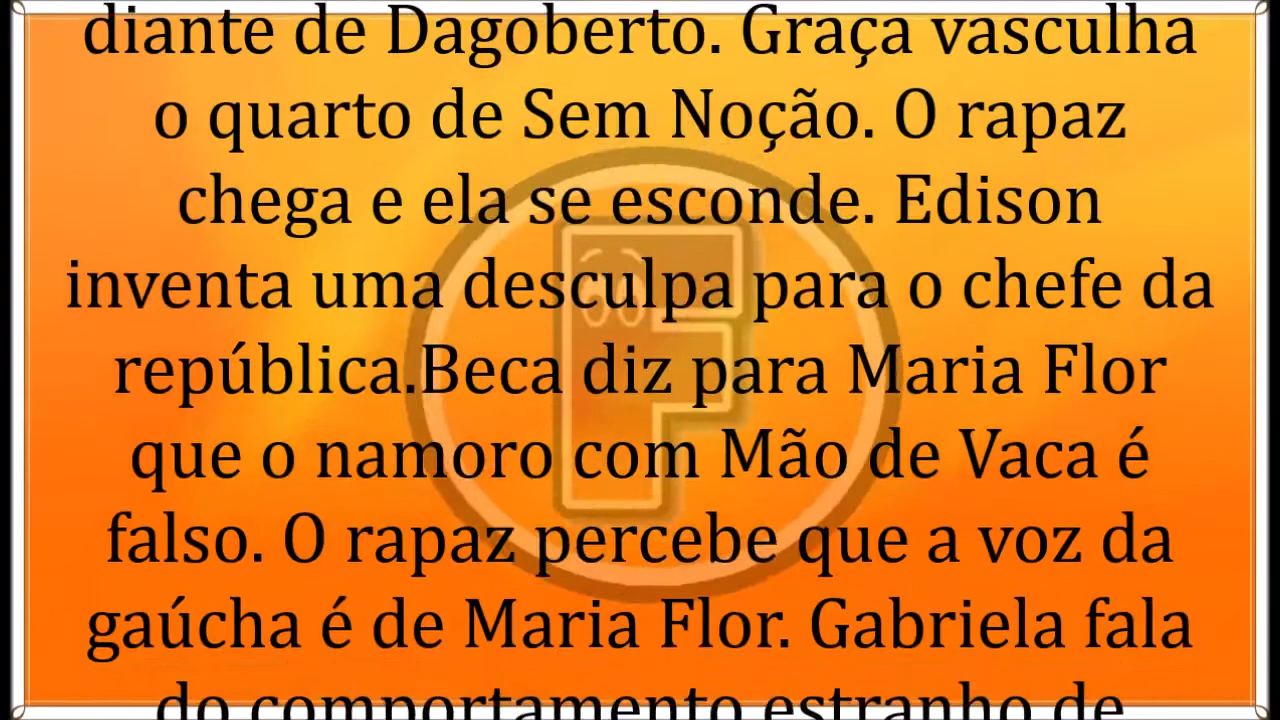 diante de Dagoberto. Graça vasculha
o quarto de Sem Noção. O rapaz
chega e ela se esconde. Edison
inventa uma desculpa para o chefe da
república.Beca diz para Maria Flor
que o namoro com Mão de Vaca é
falso. O rapaz percebe que a voz da
gaúcha é de Maria Flor. Gabriela fala
do comportamento estranho de